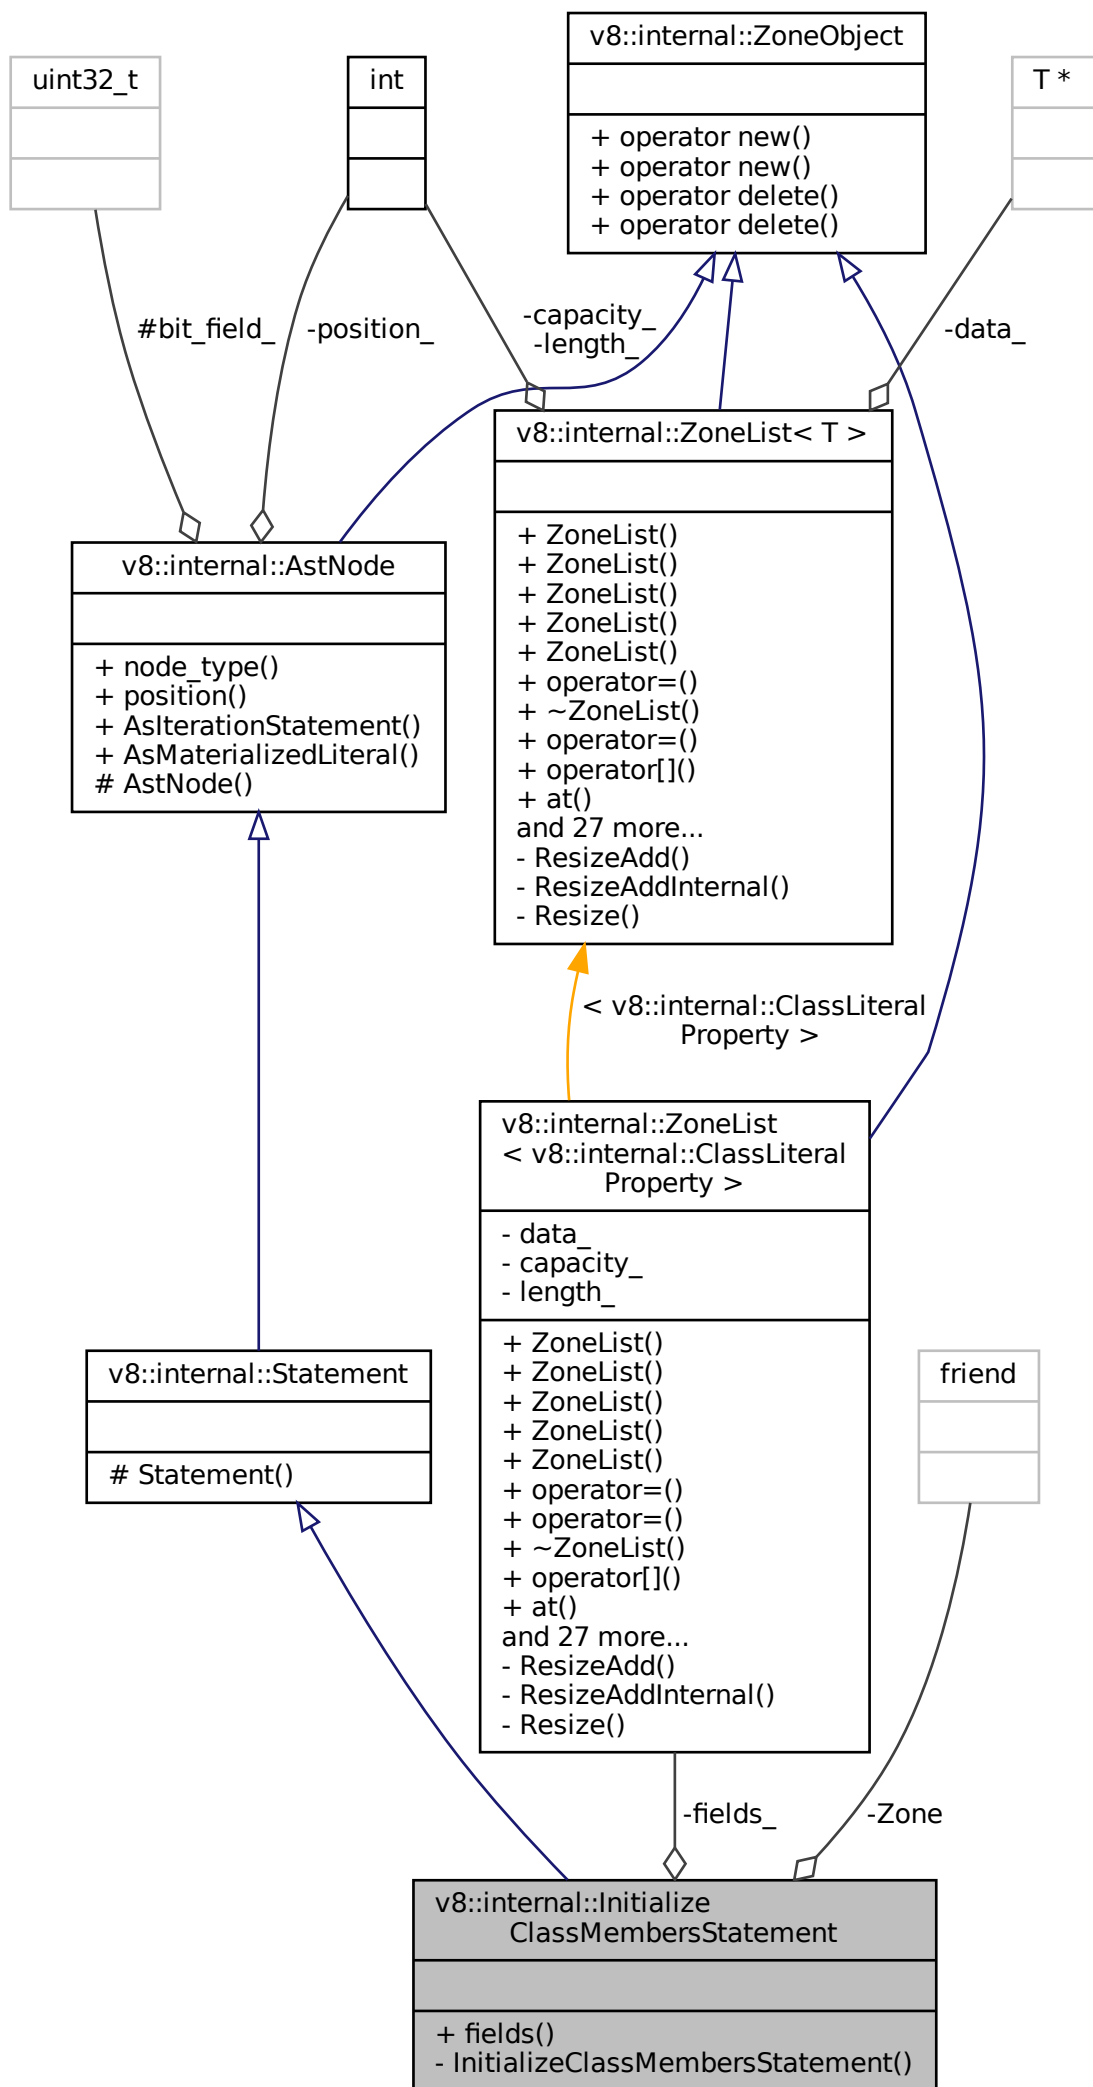 v8::internal::ZoneObject
+ operator new()
+ operator new()
+ operator delete()
+ operator delete()
uint32_t
int
T *
#bit_field_
-position_
-capacity_
-length_
-data_
v8::internal::ZoneList< T >
+ ZoneList()
+ ZoneList()
+ ZoneList()
+ ZoneList()
+ ZoneList()
+ operator=()
+ ~ZoneList()
+ operator=()
+ operator[]()
+ at()
and 27 more...
- ResizeAdd()
- ResizeAddInternal()
- Resize()
v8::internal::AstNode
+ node_type()
+ position()
+ AsIterationStatement()
+ AsMaterializedLiteral()
# AstNode()
< v8::internal::ClassLiteral
Property >
v8::internal::ZoneList
< v8::internal::ClassLiteral
Property >
- data_
- capacity_
- length_
+ ZoneList()
+ ZoneList()
+ ZoneList()
+ ZoneList()
+ ZoneList()
+ operator=()
+ operator=()
+ ~ZoneList()
+ operator[]()
+ at()
and 27 more...
- ResizeAdd()
- ResizeAddInternal()
- Resize()
v8::internal::Statement
# Statement()
friend
-fields_
-Zone
v8::internal::Initialize
ClassMembersStatement
+ fields()
- InitializeClassMembersStatement()